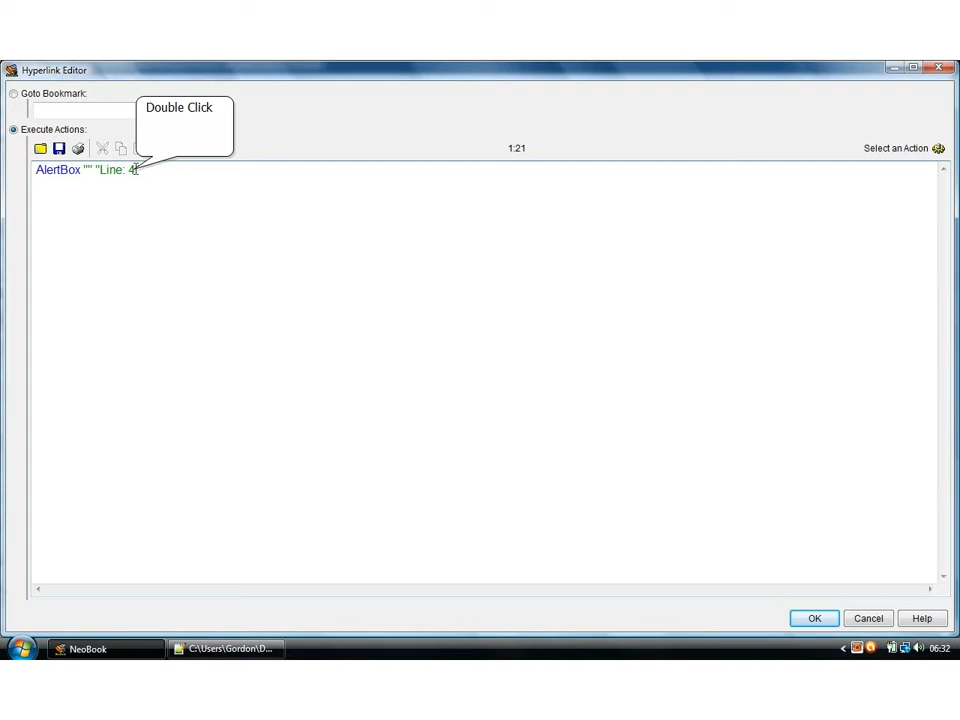 Hyperlink Editor
Goto Bookmark:
Double Click
Execute Actions:
1:21
Select an Action
AlertBox "" "Line: 4
OK
Cancel
Help
NeoBook
C:\Users\Gordon\D...
06:32